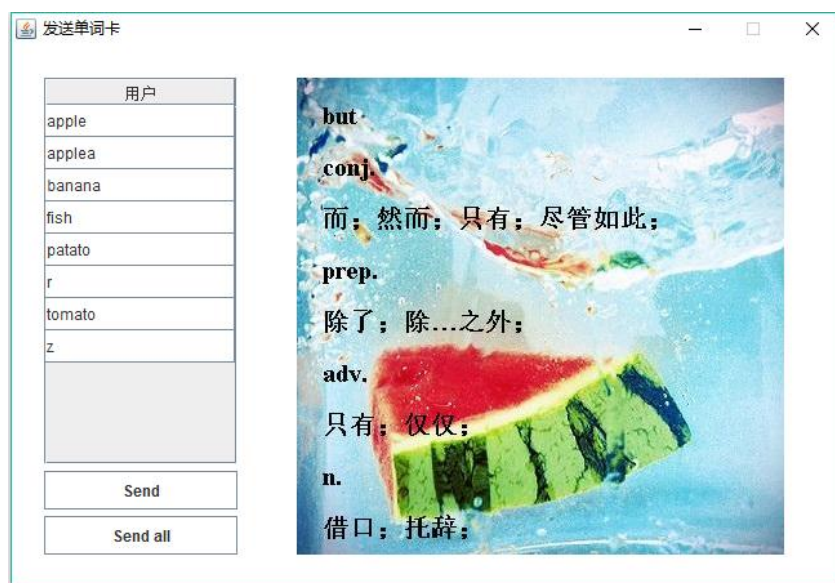 发送单词卡
用户
apple
applea
banana
fish
patato
r
tomato
z
Send
Send all
but
conj.
而；然而；只有；尽管如此；
prep.
除了；除...之外；
adv.
只有；仅仅；
n.
借口；托辞；